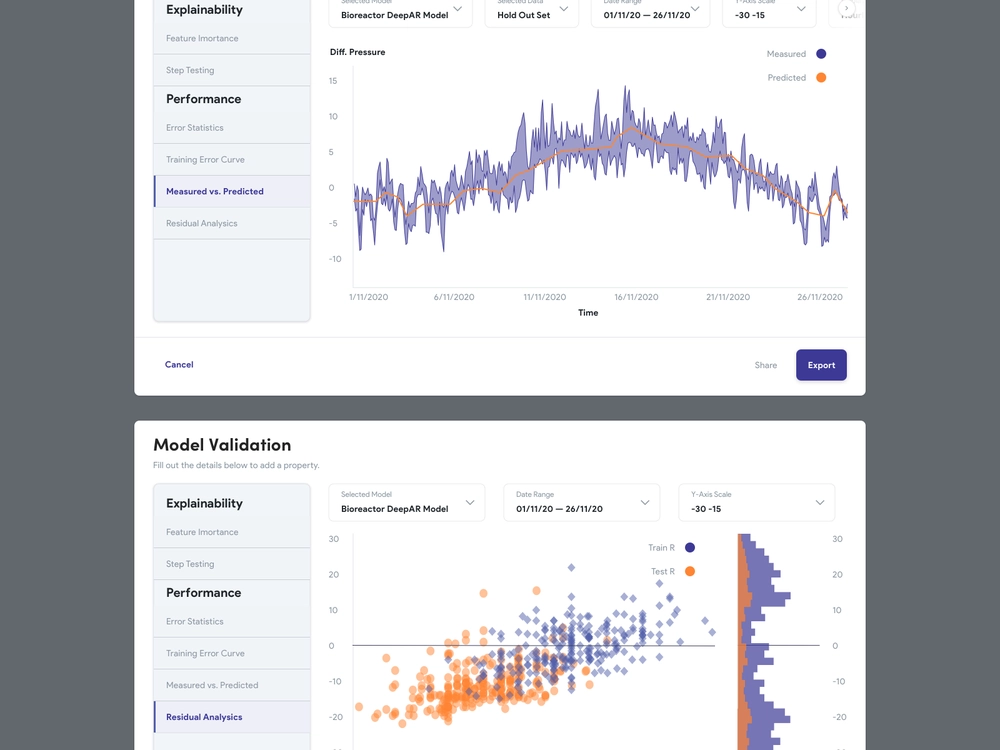 Explainability
Feature Imortance
Step Testing
Performance
Error Statistics
Training Error Curve
Measured vs. Predicted
Residual Analysics
Selected Model
Bioreactor DeepAR Model
Selected Data
Hold Out Set
Date Range
01/11/20 — 26/11/20
Y-Axis Scale
-30 -15
Diff. Pressure
Measured
Predicted
15
10
5
0
-5
-10
1/11/2020
6/11/2020
11/11/2020
16/11/2020
21/11/2020
26/11/2020
Time
Cancel
Share
Export
Model Validation
Fill out the details below to add a property.
Explainability
Feature Imortance
Step Testing
Performance
Error Statistics
Training Error Curve
Measured vs. Predicted
Residual Analysics
Selected Model
Bioreactor DeepAR Model
Date Range
01/11/20 — 26/11/20
Y-Axis Scale
-30 -15
Train R
Test R
30
20
10
0
-10
-20
30
20
10
0
-10
-20